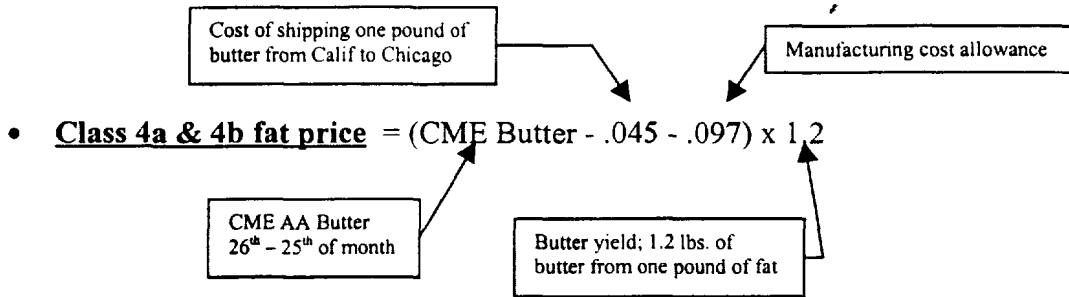 Cost of shipping one pound of
butter from Calif to Chicago
Manufacturing cost allowance
• Class 4a & 4b fat price = (CME Butter - .045 - .097) x 1.2
CME AA Butter
26th – 25th of month
Butter yield; 1.2 lbs. of
butter from one pound of fat